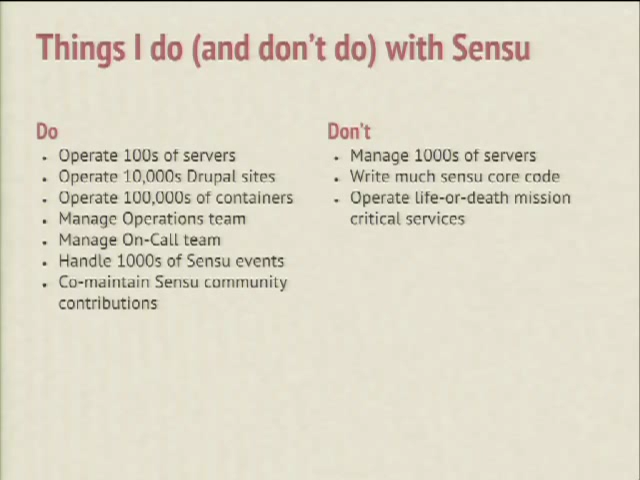 Things I do (and don't do) with Sensu
Do
• Operate 100s of servers
• Operate 10,000s Drupal sites
• Operate 100,000s of containers
• Manage Operations team
• Manage On-Call team
• Handle 1000s of Sensu events
• Co-maintain Sensu community
contributions
Don't
• Manage 1000s of servers
• Write much sensu core code
• Operate life-or-death mission
critical services